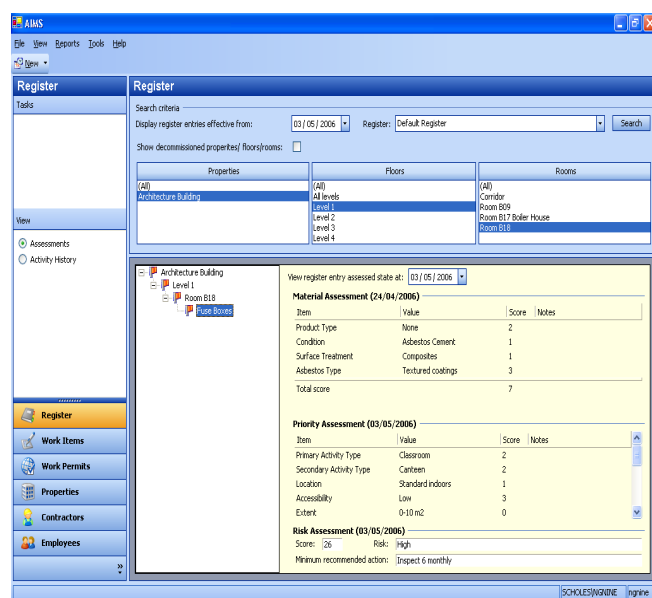 AIMS
File View Reports Tools Help
New
Register
Tasks
View
Assessments
Activity History
Register
Work Items
Work Permits
Properties
Contractors
Employees
»
Register
Search criteria
Display register entries effective from: 03 / 05 / 2006 Register: Default Register Search
Show decommissioned properites/ floors/rooms:
Properties Floors Rooms
(All)
Architecture Building
(All)
All levels
Level 1
Level 2
Level 3
Level 4
(All)
Corridor
Room B09
Room B17 Boiler House
Room B18
Architecture Building
Level 1
Room B18
Fuse Boxes
View register entry assessed state at: 03 / 05 / 2006
Material Assessment (24/04/2006)
Item Value Score Notes
Product Type None 2
Condition Asbestos Cement 1
Surface Treatment Composites 1
Asbestos Type Textured coatings 3
Total score 7
Priority Assessment (03/05/2006)
Item Value Score Notes
Primary Activity Type Classroom 2
Secondary Activity Type Canteen 2
Location Standard indoors 1
Accessibility Low 3
Extent 0-10 m2 0
Risk Assessment (03/05/2006)
Score: 26 Risk: High
Minimum recommended action: Inspect 6 monthly
SCHOLES\NGNINE ngnine